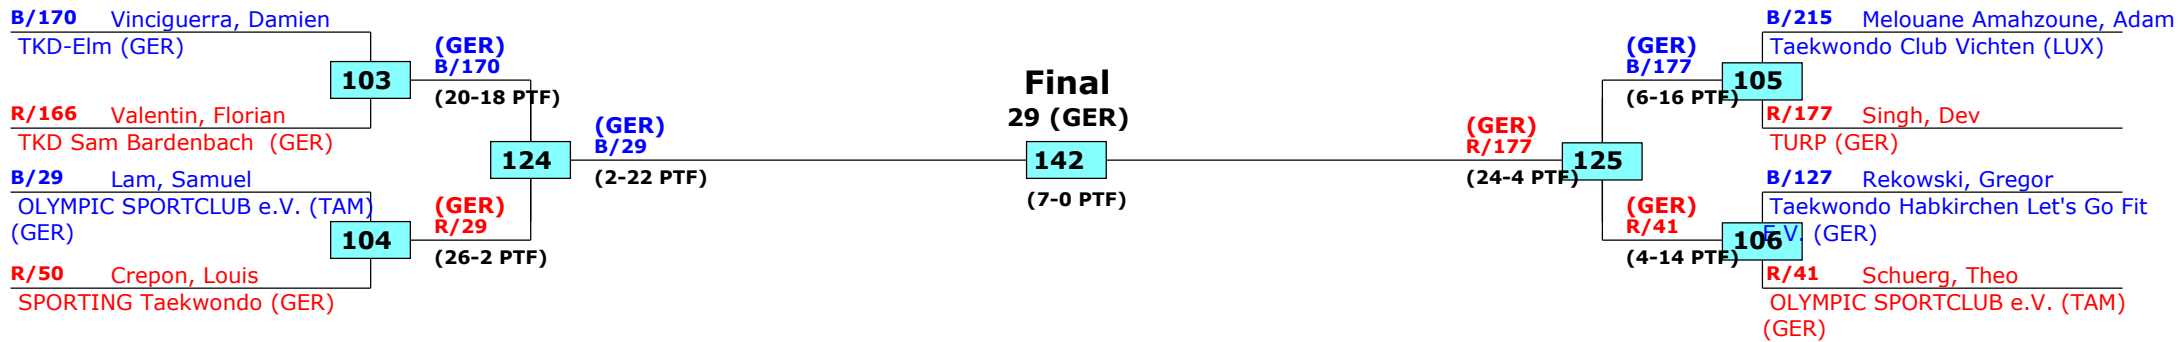 B/170 Vinciguerra, Damien
TKD-Elm (GER)
103
R/166 Valentin, Florian
TKD Sam Bardenbach (GER)
B/29 Lam, Samuel
OLYMPIC SPORTCLUB e.V. (TAM)
(GER)
104
R/50 Crepon, Louis
SPORTING Taekwondo (GER)
(GER)
B/170
(20-18 PTF)
124
(GER)
R/29
(26-2 PTF)
(GER)
B/29
(2-22 PTF)
Final
29 (GER)
142
(7-0 PTF)
(GER)
R/177
(24-4 PTF)
125
(GER)
B/177
(6-16 PTF)
(GER)
R/41
(4-14 PTF)
B/215 Melouane Amahzoune, Adam
Taekwondo Club Vichten (LUX)
105
R/177 Singh, Dev
TURP (GER)
B/127 Rekowski, Gregor
Taekwondo Habkirchen Let's Go Fit
E.V. (GER)
106
R/41 Schuerg, Theo
OLYMPIC SPORTCLUB e.V. (TAM)
(GER)